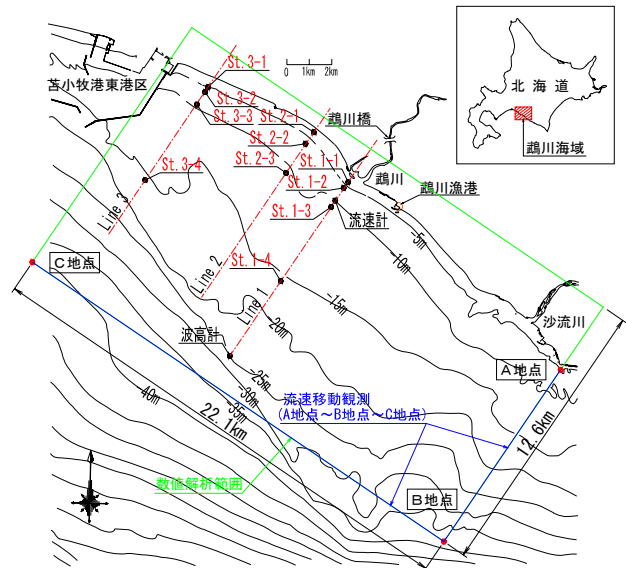 苫小牧港東港区
0 1km 2km
北海道
鵡川海域
St. 3-1
St. 3-2
St. 3-3
St. 2-1
St. 2-2
St. 2-3
St. 1-1
St. 1-2
St. 1-3
St. 3-4
St. 1-4
鵡川橋
鵡川
鵡川漁港
流速計
Line 3
Line 2
Line 1
C地点
波高計
-5m
-10m
-15m
-20m
-25m
-30m
-35m
-40m
沙流川
A地点
流速移動観測
(A地点～B地点～C地点)
22.1km
12.6km
数値解析範囲
B地点